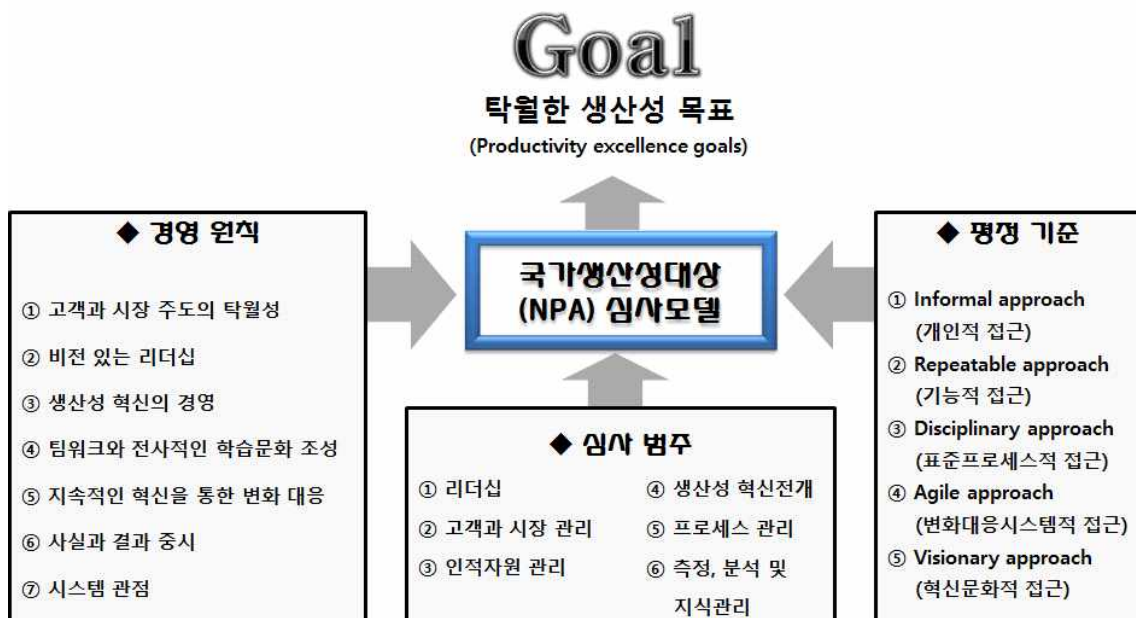 Goal
탁월한 생산성 목표
(Productivity excellence goals)
◆ 경영 원칙
① 고객과 시장 주도의 탁월성
② 비전 있는 리더십
③ 생산성 혁신의 경영
④ 팀워크와 전사적인 학습문화 조성
⑤ 지속적인 혁신을 통한 변화 대응
⑥ 사실과 결과 중시
⑦ 시스템 관점
국가생산성대상
(NPA) 심사모델
◆ 심사 범주
① 리더십
② 고객과 시장 관리
③ 인적자원 관리
④ 생산성 혁신전개
⑤ 프로세스 관리
⑥ 측정, 분석 및
지식관리
◆ 평정 기준
① Informal approach
(개인적 접근)
② Repeatable approach
(기능적 접근)
③ Disciplinary approach
(표준프로세스적 접근)
④ Agile approach
(변화대응시스템적 접근)
⑤ Visionary approach
(혁신문화적 접근)